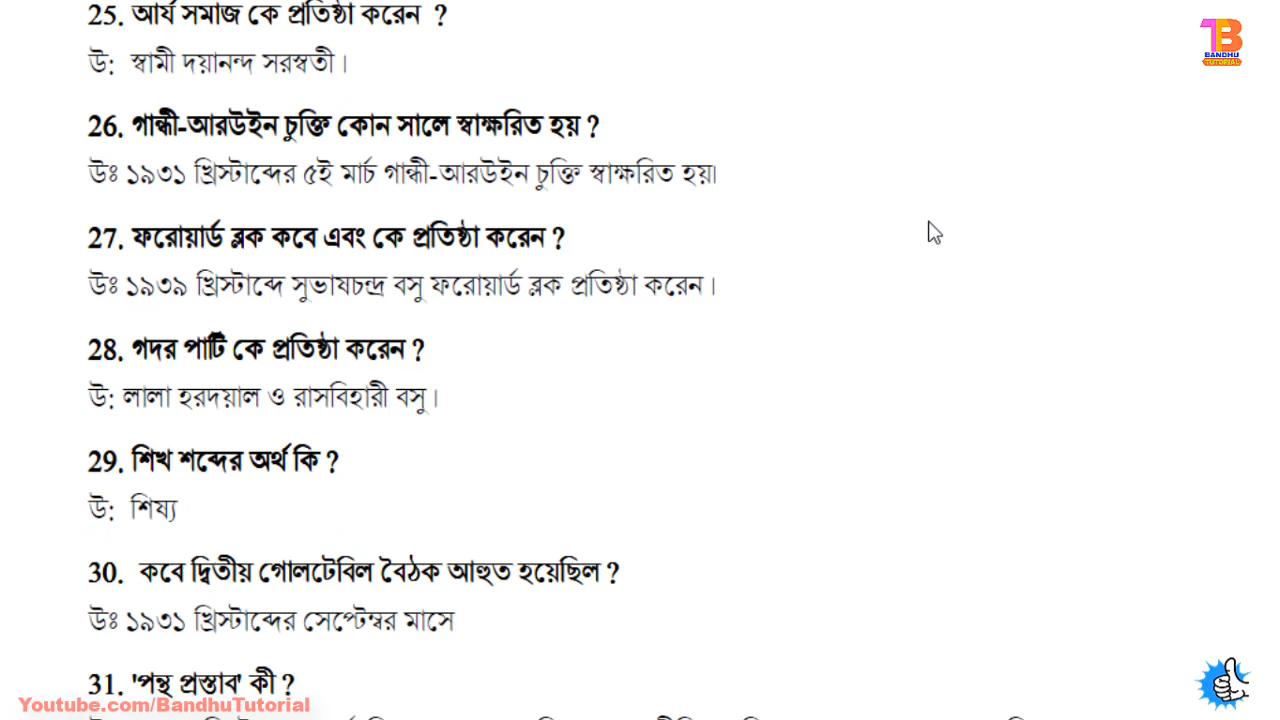 25. আর্য সমাজ কে প্রতিষ্ঠা করেন ?
TB
BANDHU
TUTORIAL
উ: স্বামী দয়ানন্দ সরস্বতী।
26. গান্ধী-আরউইন চুক্তি কোন সালে স্বাক্ষরিত হয় ?
উঃ ১৯৩১ খ্রিস্টাব্দের ৫ই মার্চ গান্ধী-আরউইন চুক্তি স্বাক্ষরিত হয়।
27. ফরোয়ার্ড ব্লক কবে এবং কে প্রতিষ্ঠা করেন ?
উঃ ১৯৩৯ খ্রিস্টাব্দে সুভাষচন্দ্র বসু ফরোয়ার্ড ব্লক প্রতিষ্ঠা করেন।
28. গদর পার্টি কে প্রতিষ্ঠা করেন ?
উ: লালা হরদয়াল ও রাসবিহারী বসু।
29. শিখ শব্দের অর্থ কি ?
উ: শিষ্য
30. কবে দ্বিতীয় গোলটেবিল বৈঠক আহুত হয়েছিল ?
উঃ ১৯৩১ খ্রিস্টাব্দের সেপ্টেম্বর মাসে
31. 'পন্থ প্রস্তাব' কী ?
Youtube.com/BandhuTutorial